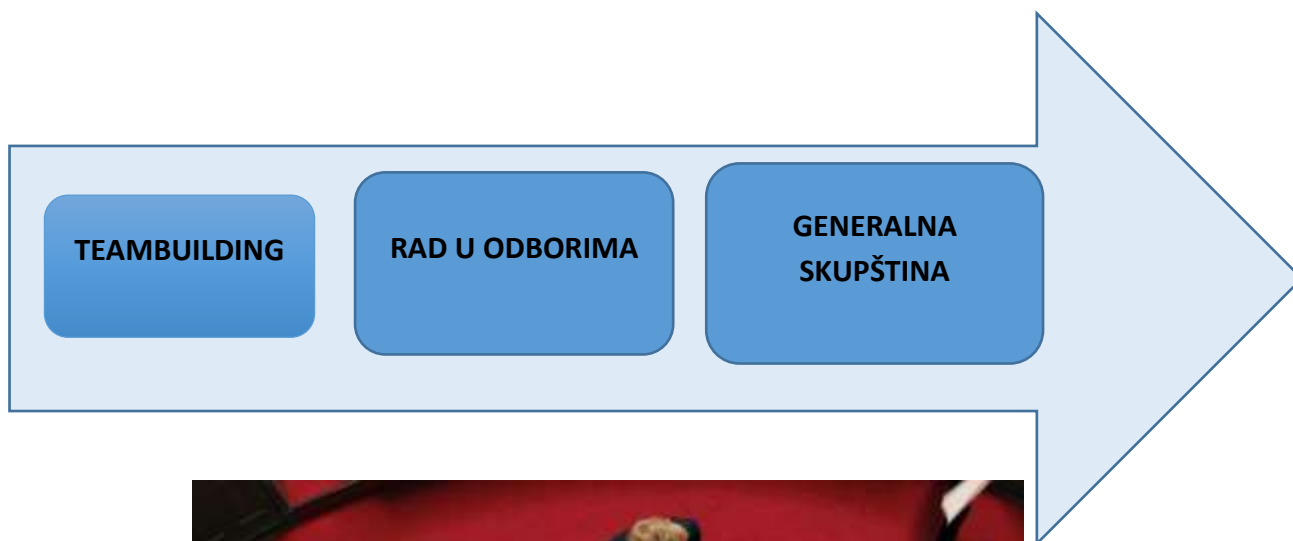 TEAMBUILDING
RAD U ODBORIMA
GENERALNA
SKUPŠTINA